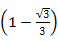 (1 − √3/3)